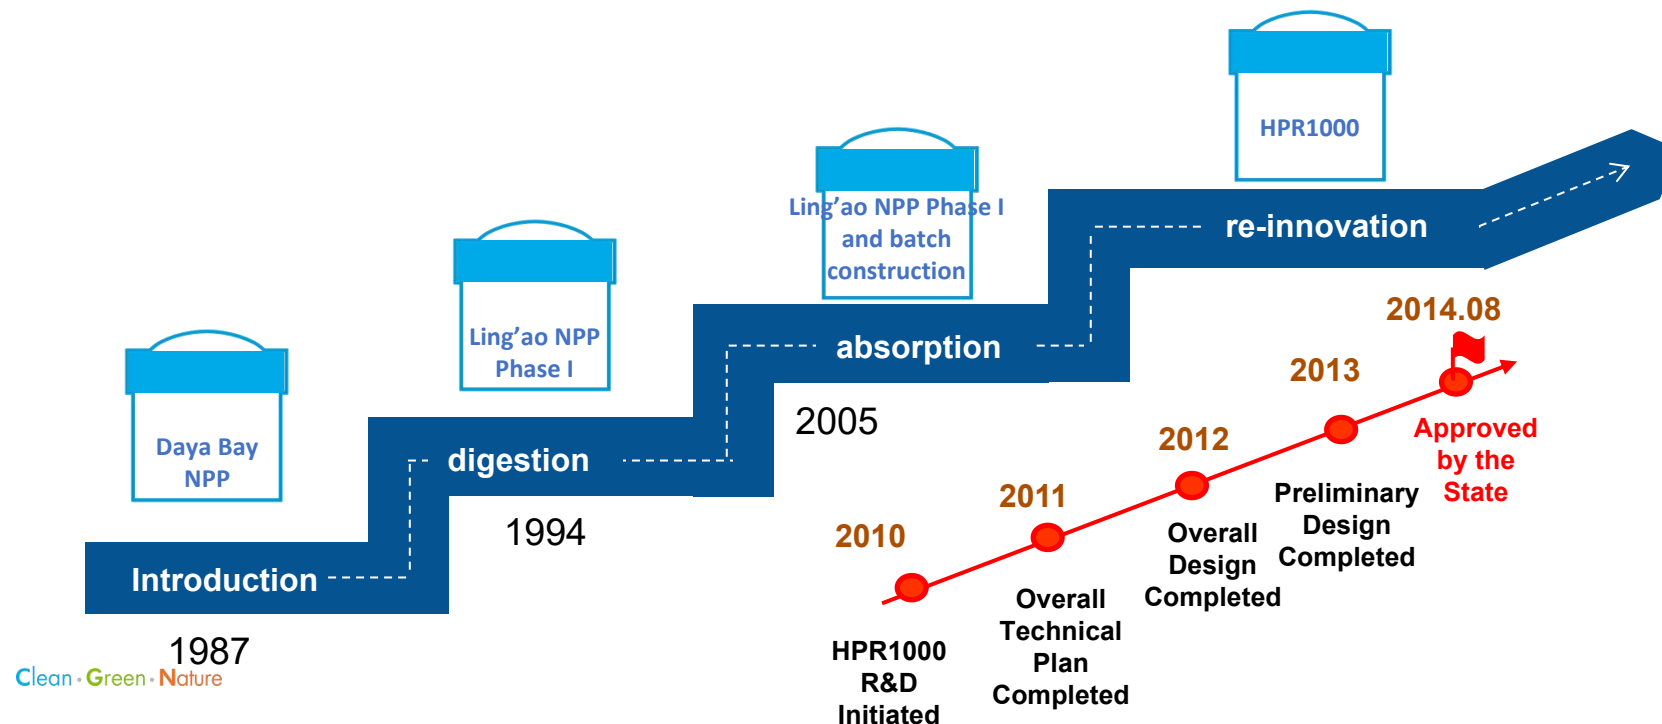 HPR1000
Ling’ao NPP Phase I
and batch
construction
re-innovation
Ling’ao NPP
Phase I
absorption
2005
Daya Bay
NPP
digestion
1994
Introduction
1987
2014.08
Approved
by the
State
2013
Preliminary
Design
Completed
2012
Overall
Design
Completed
2011
Overall
Technical
Plan
Completed
2010
HPR1000
R&D
Initiated
Clean · Green · Nature